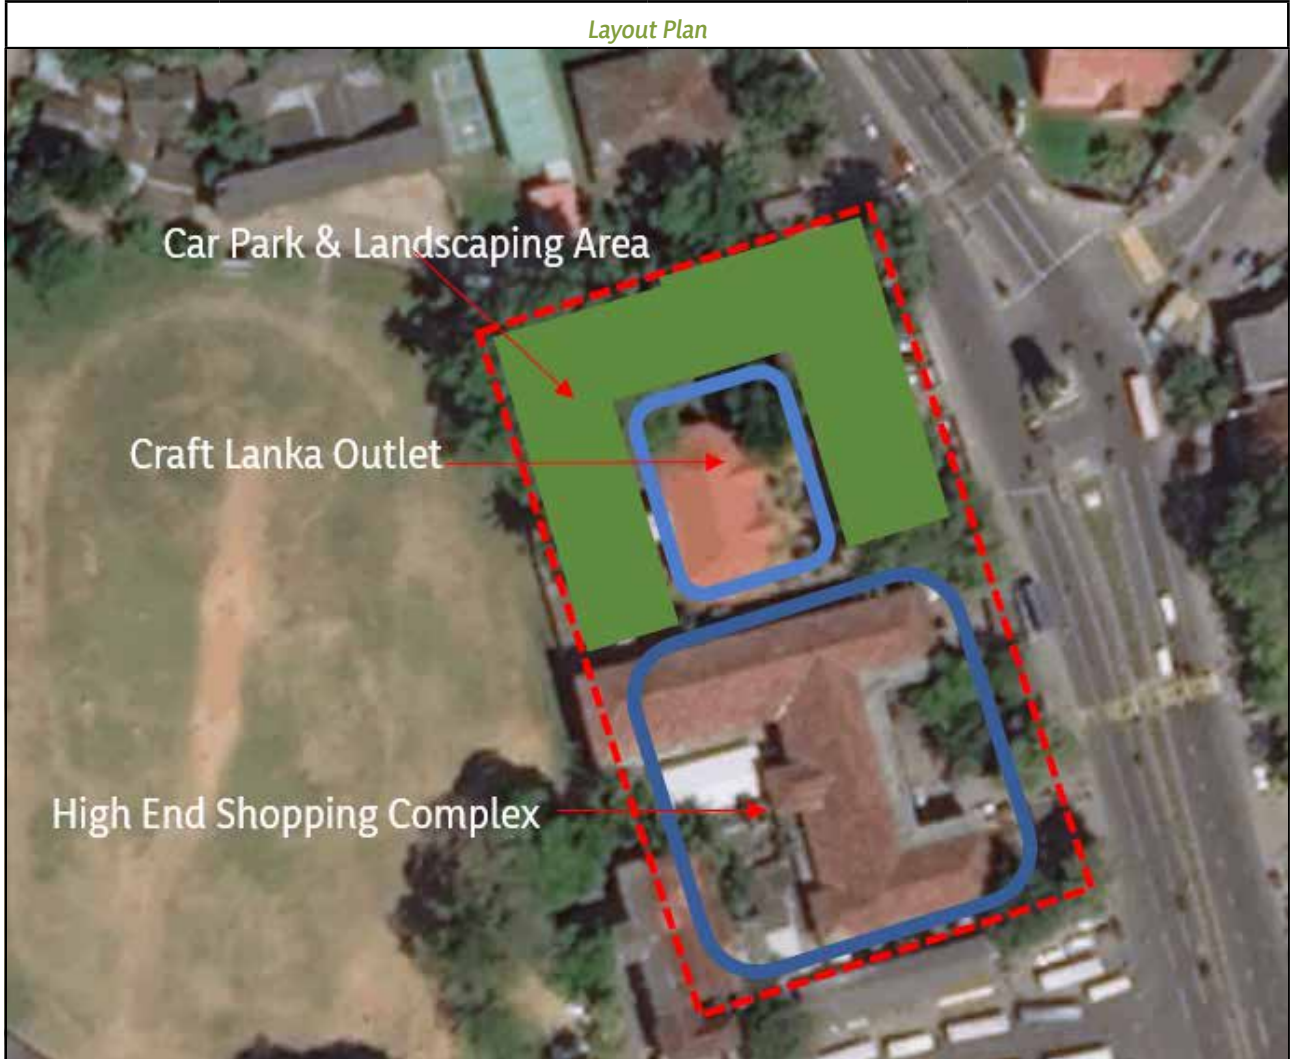 Layout Plan
Car Park & Landscaping Area
Craft Lanka Outlet
High End Shopping Complex